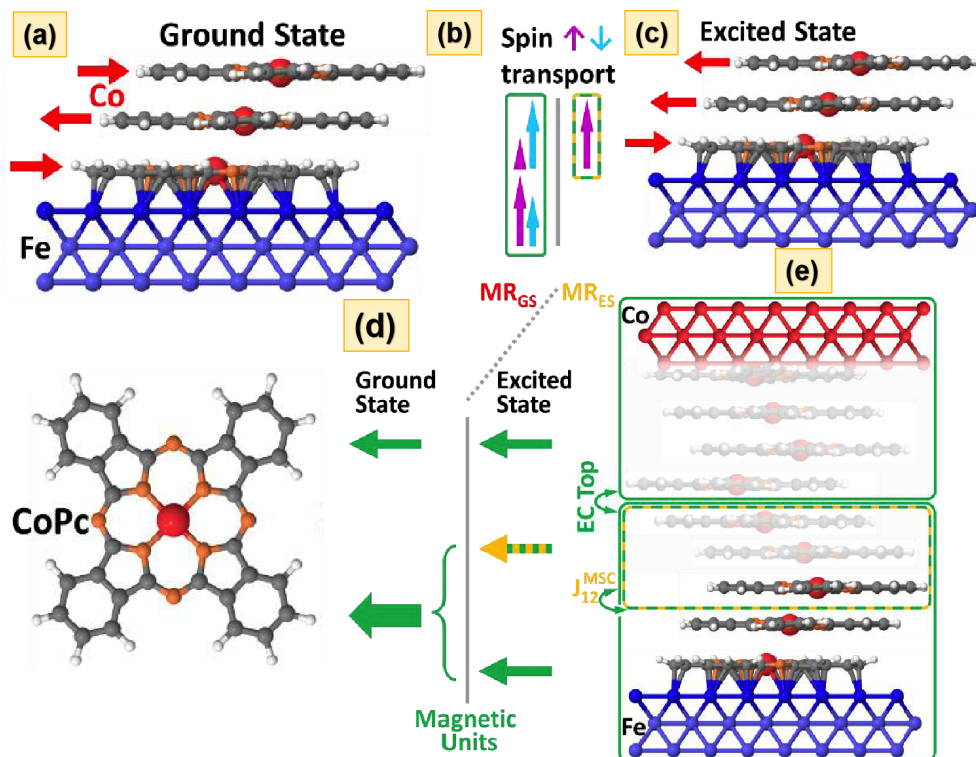 (a)
Ground State
Co
Fe
(b)
Spin ↑ ↓
transport
(c)
Excited State
MR_GS
MR_ES
(d)
Ground
State
Excited
State
CoPc
Magnetic
Units
(e)
Co
EC Top
J_12^MSC
Fe